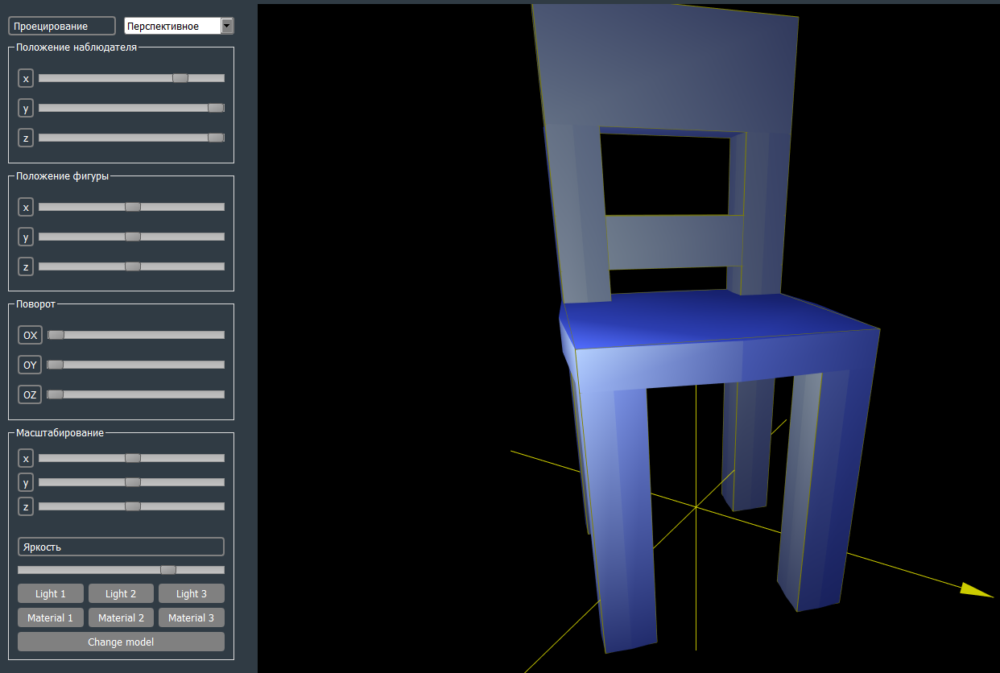 Проецирование Перспективное
Положение наблюдателя
x
y
z
Положение фигуры
x
y
z
Поворот
OX
OY
OZ
Масштабирование
x
y
z
Яркость
Light 1 Light 2 Light 3
Material 1 Material 2 Material 3
Change model